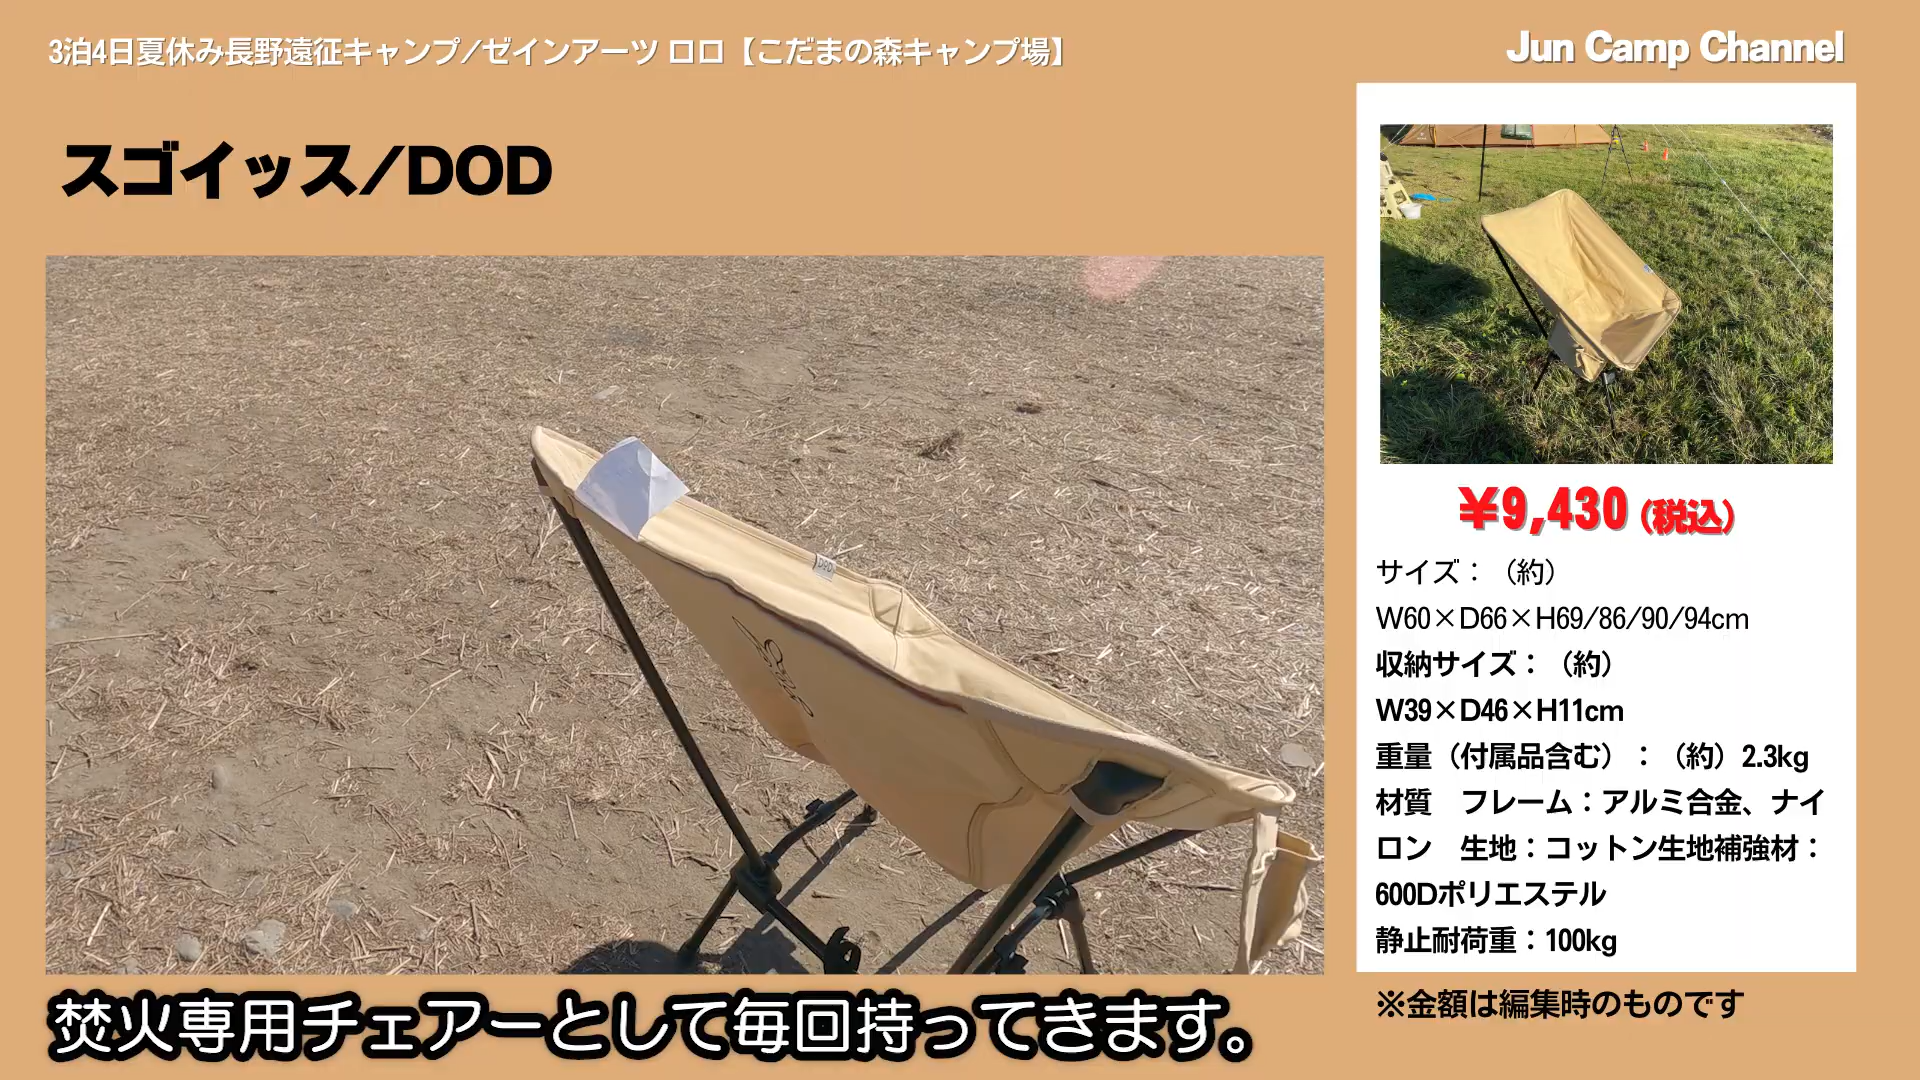 3泊4日夏休み長野遠征キャンプ/ゼインアーツ ロロ【こだまの森キャンプ場】
Jun Camp Channel
スゴイッス/DOD
DOD
¥9,430(税込)
サイズ：（約）
W60×D66×H69/86/90/94cm
収納サイズ：（約）
W39×D46×H11cm
重量（付属品含む）：（約）2.3kg
材質　フレーム：アルミ合金、ナイ
ロン　生地：コットン生地補強材：
600Dポリエステル
静止耐荷重：100kg
※金額は編集時のものです
焚火専用チェアーとして毎回持ってきます。